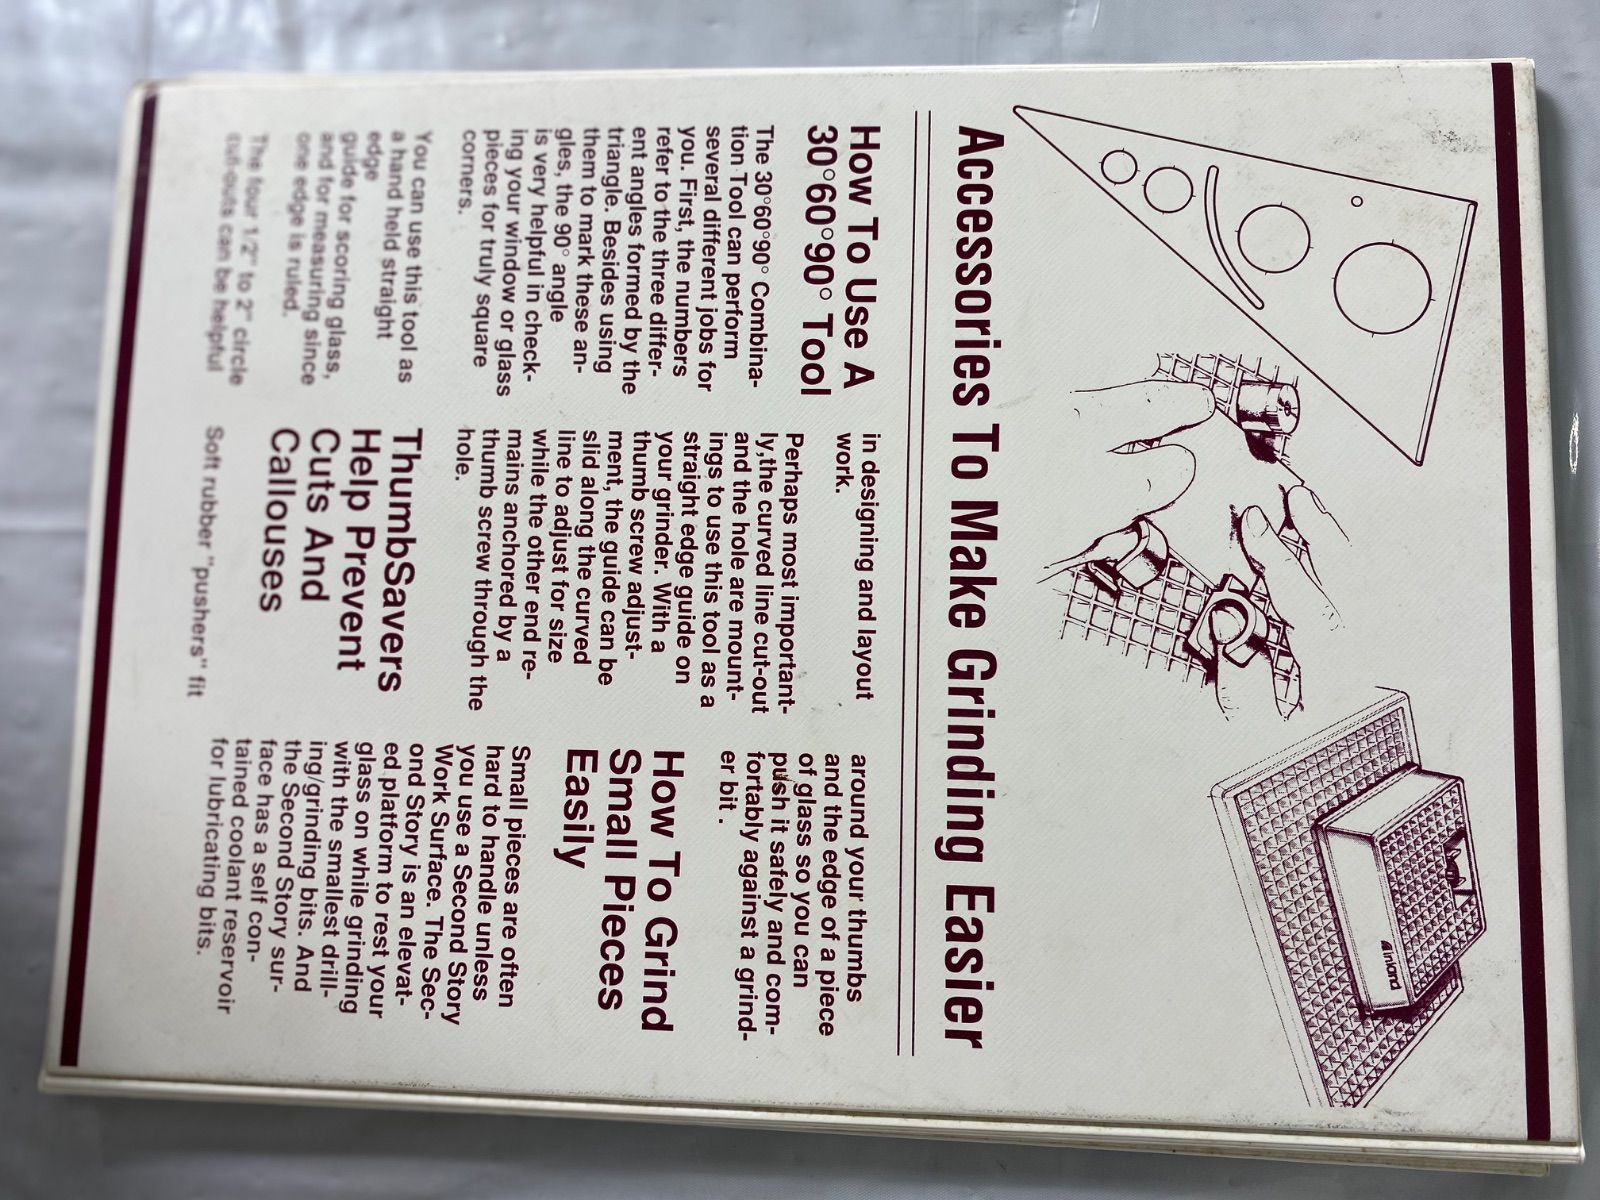 Inland
Accessories To Make Grinding Easier
How To Use A
30°60°90° Tool
The 30°60°90° Combina-
tion Tool can perform
several different jobs for
you. First, the numbers
refer to the three differ-
ent angles formed by the
triangle. Besides using
them to mark these an-
gles, the 90° angle
is very helpful in check-
ing your window or glass
pieces for truly square
corners.
You can use this tool as
a hand held straight
edge
guide for scoring glass,
and for measuring since
one edge is ruled.
The four 1/2" to 2" circle
cut-outs can be helpful
in designing and layout
work.
Perhaps most important-
ly,the curved line cut-out
and the hole are mount-
ings to use this tool as a
straight edge guide on
your grinder. With a
thumb screw adjust-
ment, the guide can be
slid along the curved
line to adjust for size
while the other end re-
mains anchored by a
thumb screw through the
hole.
ThumbSavers
Help Prevent
Cuts And
Callouses
Soft rubber "pushers" fit
around your thumbs
and the edge of a piece
of glass so you can
push it safely and com-
fortably against a grind-
er bit .
How To Grind
Small Pieces
Easily
Small pieces are often
hard to handle unless
you use a Second Story
Work Surface. The Sec-
ond Story is an elevat-
ed platform to rest your
glass on while grinding
with the smallest drill-
ing/grinding bits. And
the Second Story sur-
face has a self con-
tained coolant reservoir
for lubricating bits.